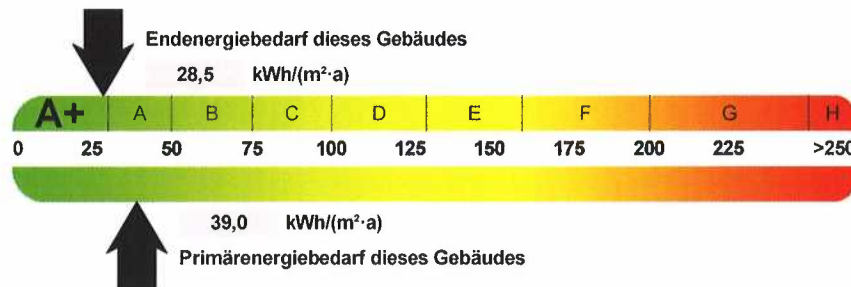 Endenergiebedarf dieses Gebäudes
28,5 kWh/(m²·a)
A+ A B C D E F G H
0 25 50 75 100 125 150 175 200 225 >250
39,0 kWh/(m²·a)
Primärenergiebedarf dieses Gebäudes